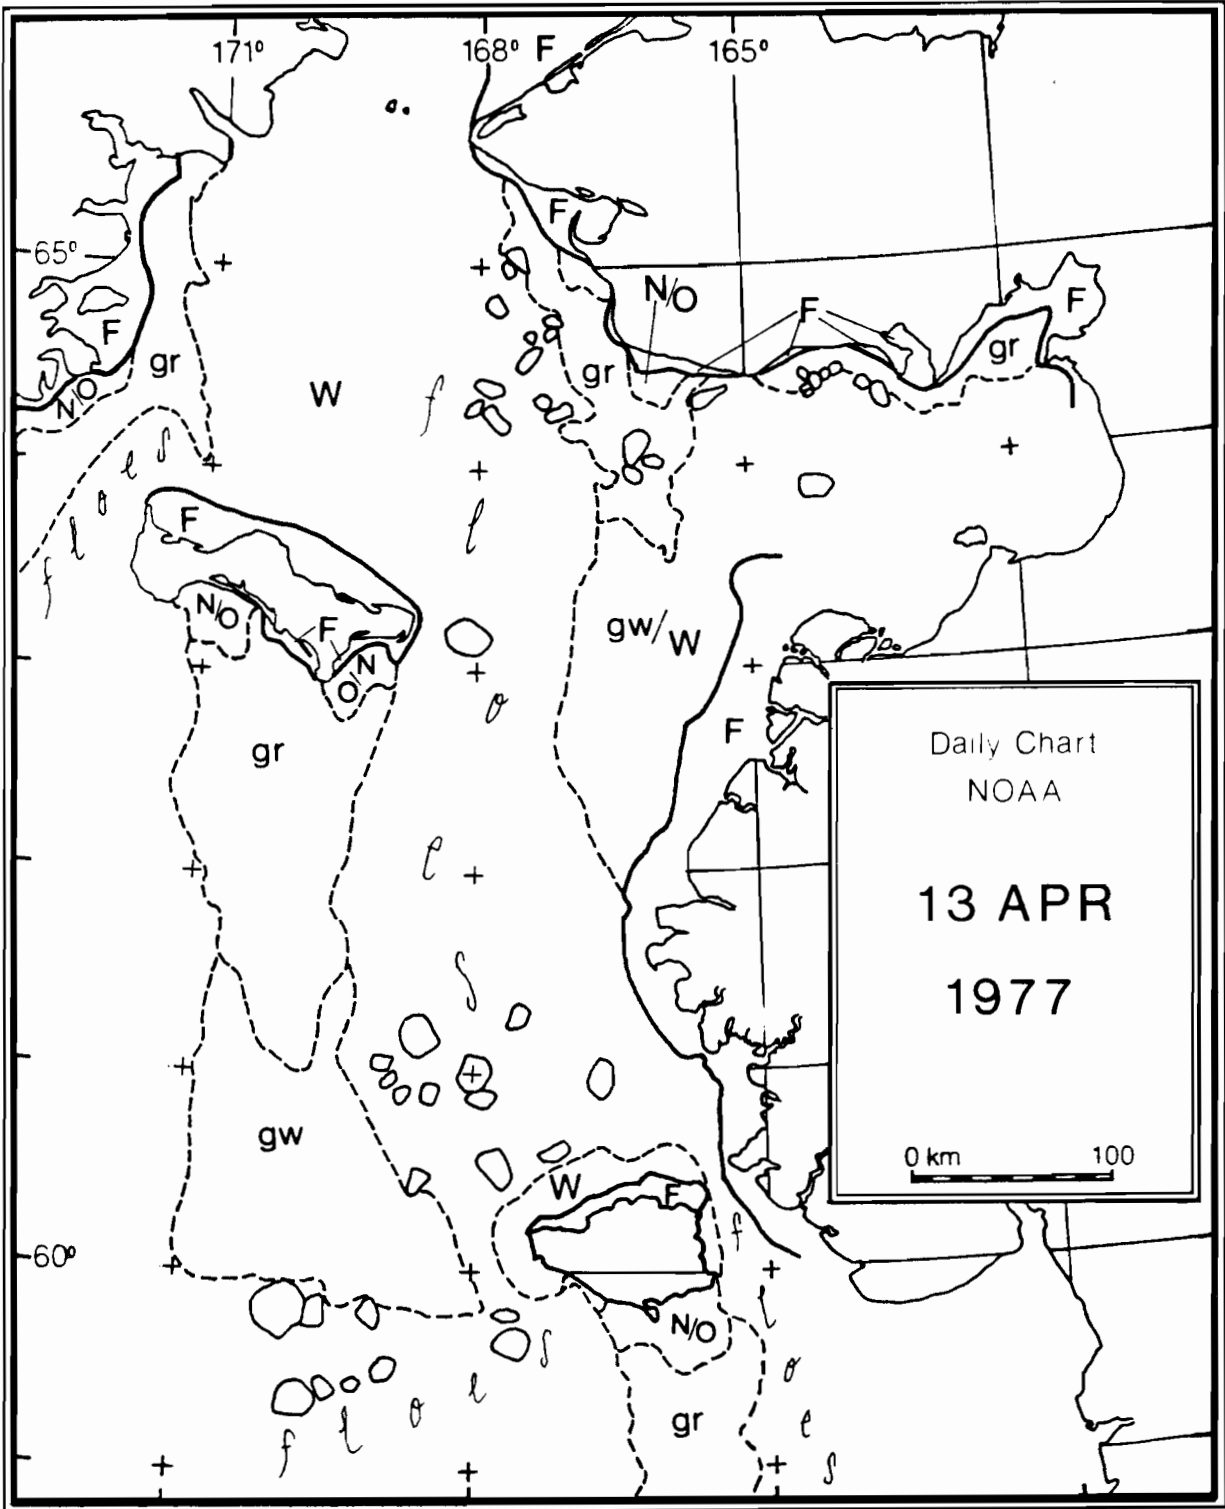 171° 168° F 165°
F
65°
F
N/O
F
F
F
gr
gr
gr
N/O
W
f l o e s
f l o e s
F
N/O
F
O/N
gw/W
gr
F
Daily Chart
NOAA
13 APR
1977
0 km 100
gw
W
F
60°
f l o e s
N/O
f l o e s
gr